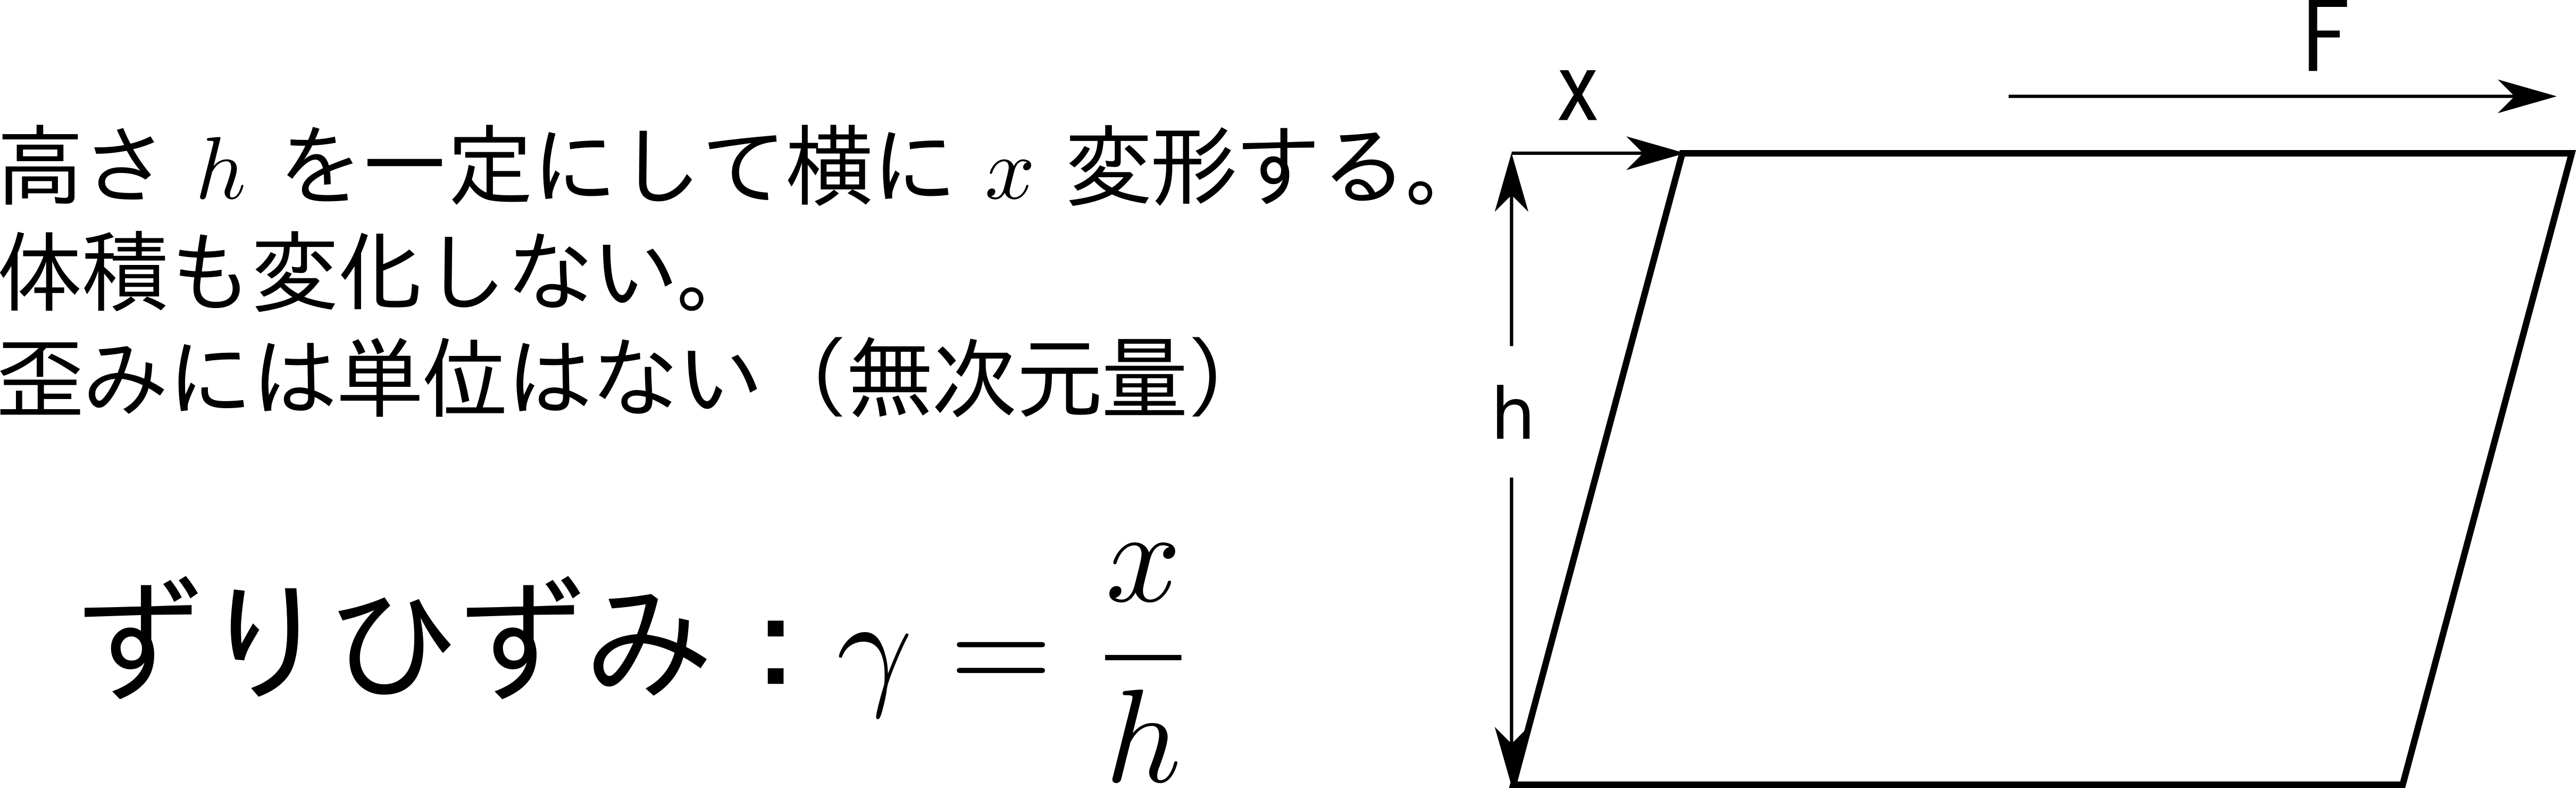 高さ h を一定にして横に x 変形する。
体積も変化しない。
歪みには単位はない（無次元量）
ずりひずみ：γ = x/h
F
x
h